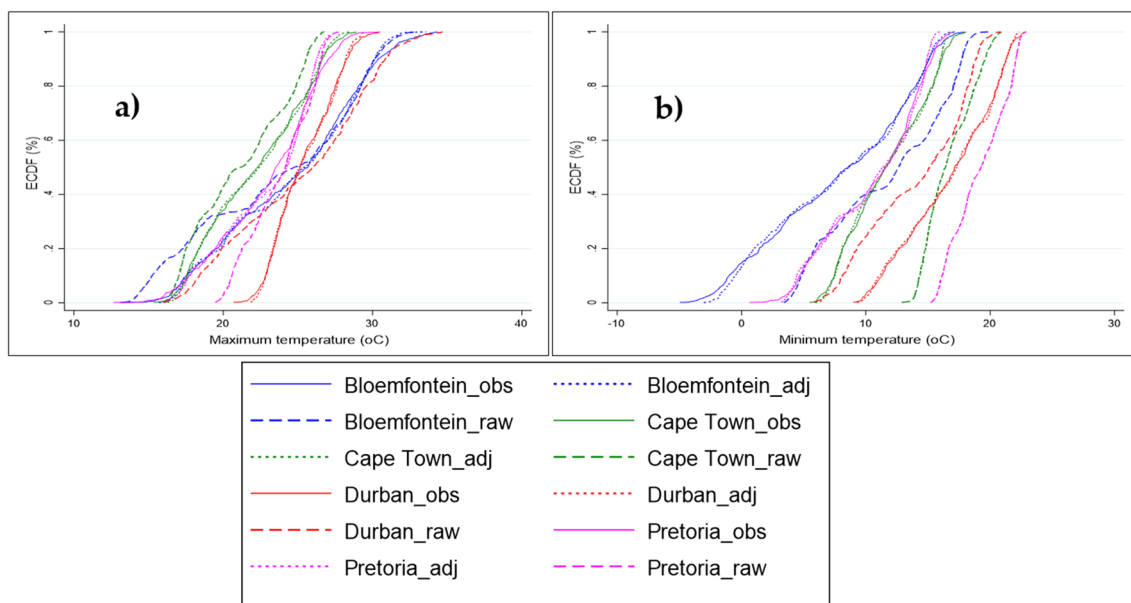 a)
ECDF (%)
1
.8
.6
.4
.2
0
10 20 30 40
Maximum temperature (oC)
b)
ECDF (%)
1
.8
.6
.4
.2
0
-10 0 10 20 30
Minimum temperature (oC)
Bloemfontein_obs Bloemfontein_adj
Bloemfontein_raw Cape Town_obs
Cape Town_adj Cape Town_raw
Durban_obs Durban_adj
Durban_raw Pretoria_obs
Pretoria_adj Pretoria_raw